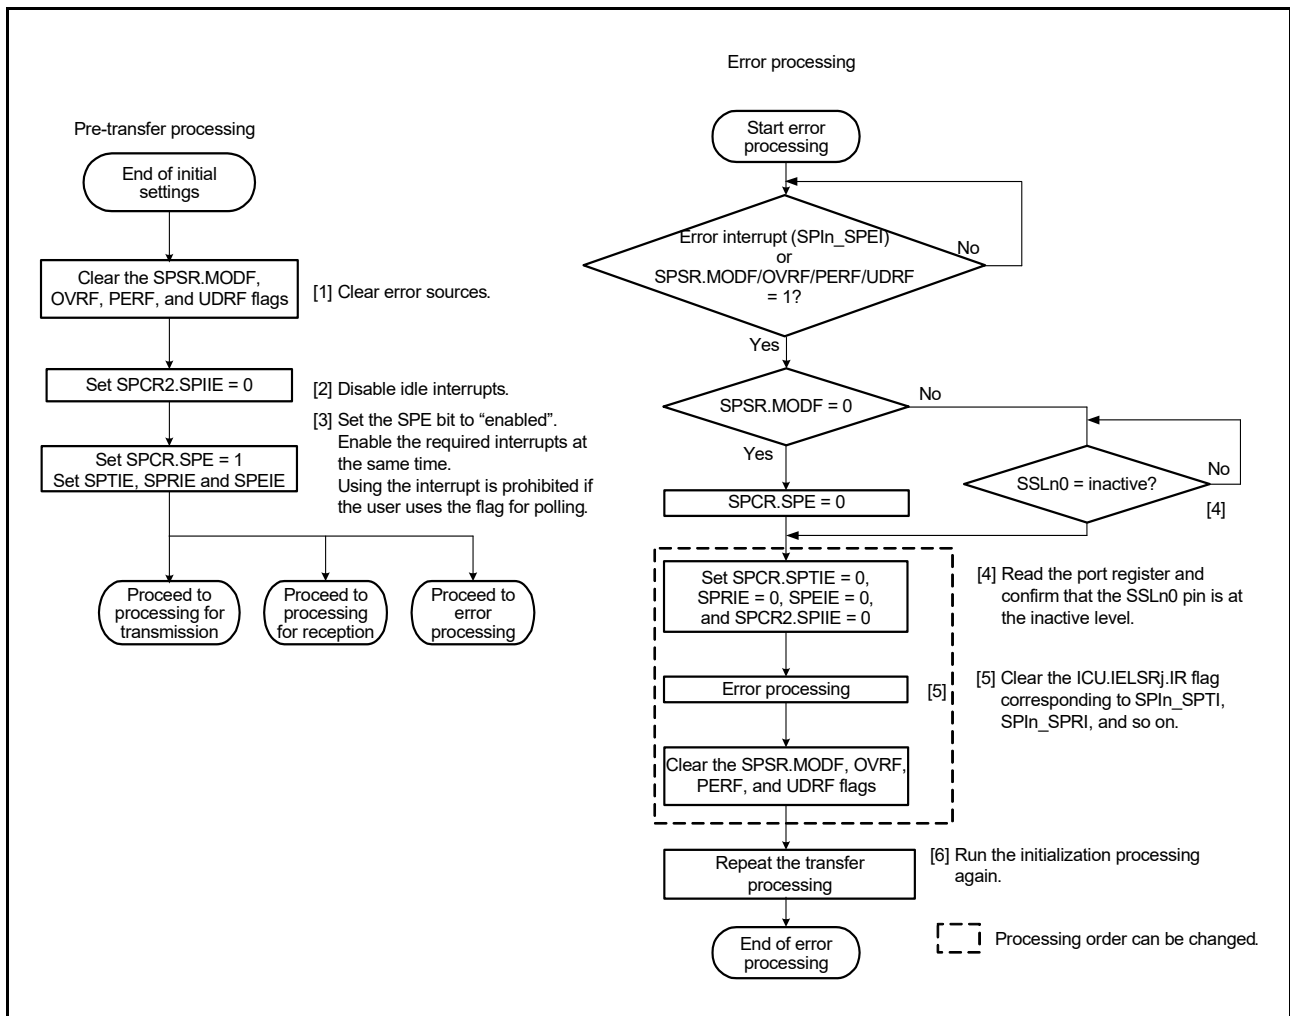 Pre-transfer processing
End of initial
settings
Clear the SPSR.MODF,
OVRF, PERF, and UDRF flags
[1] Clear error sources.
Set SPCR2.SPIIE = 0
[2] Disable idle interrupts.
[3] Set the SPE bit to “enabled”.
Enable the required interrupts at
the same time.
Using the interrupt is prohibited if
the user uses the flag for polling.
Set SPCR.SPE = 1
Set SPTIE, SPRIE and SPEIE
Proceed to
processing for
transmission
Proceed to
processing
for reception
Proceed to
error
processing
Error processing
Start error
processing
Error interrupt (SPIn_SPEI)
or
SPSR.MODF/OVRF/PERF/UDRF
= 1?
No
Yes
SPSR.MODF = 0
No
Yes
SSLn0 = inactive?
No
[4]
SPCR.SPE = 0
Set SPCR.SPTIE = 0,
SPRIE = 0, SPEIE = 0,
and SPCR2.SPIIE = 0
[4] Read the port register and
confirm that the SSLn0 pin is at
the inactive level.
Error processing
[5]
[5] Clear the ICU.IELSRj.IR flag
corresponding to SPIn_SPTI,
SPIn_SPRI, and so on.
Clear the SPSR.MODF, OVRF,
PERF, and UDRF flags
Repeat the transfer
processing
[6] Run the initialization processing
again.
End of error
processing
Processing order can be changed.